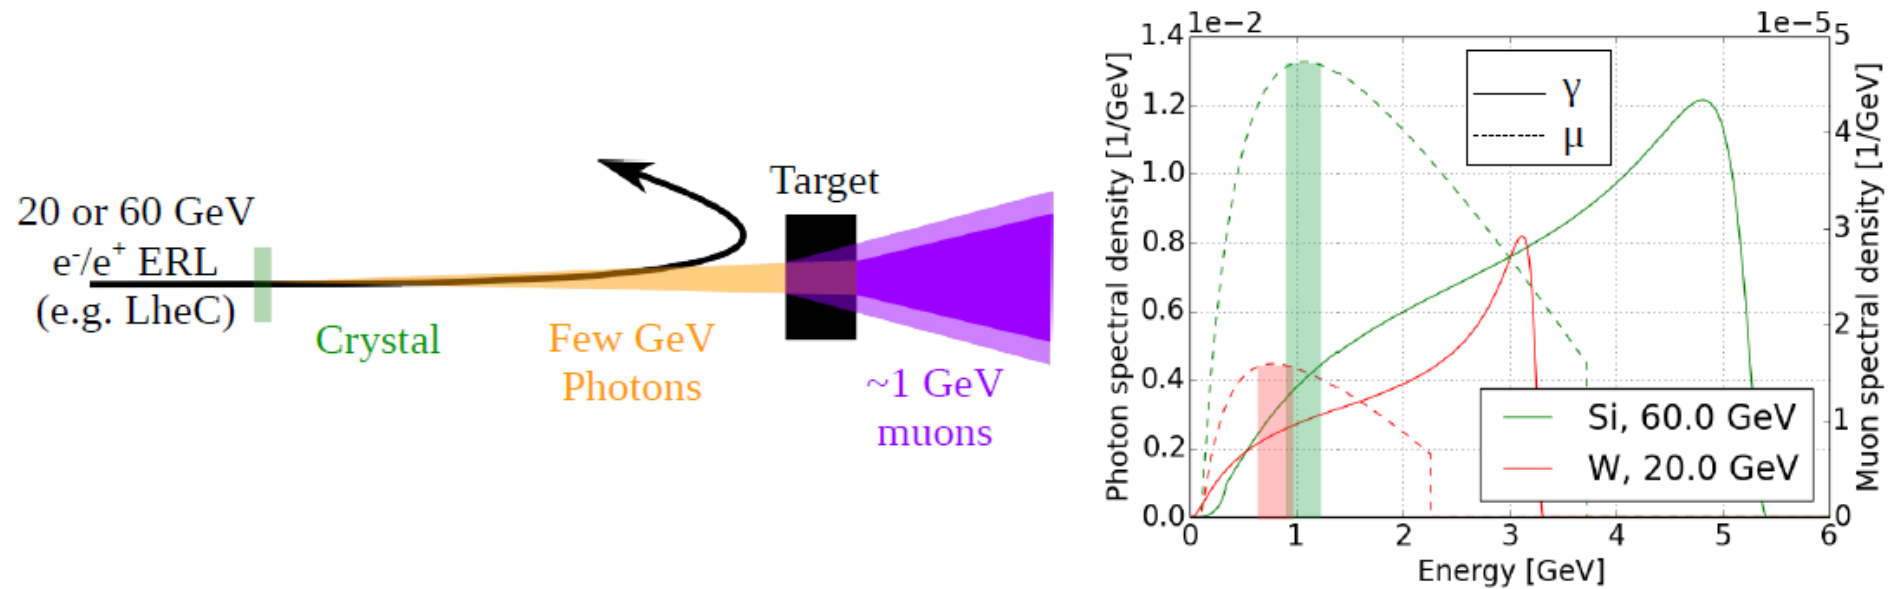 20 or 60 GeV
e⁻/e⁺ ERL
(e.g. LheC)
Crystal
Few GeV
Photons
Target
~1 GeV
muons
1e−2
1e−5
Photon spectral density [1/GeV]
1.4
1.2
1.0
0.8
0.6
0.4
0.2
0.0
γ
μ
Si, 60.0 GeV
W, 20.0 GeV
5
4
3
2
1
0
Muon spectral density [1/GeV]
0 1 2 3 4 5 6
Energy [GeV]